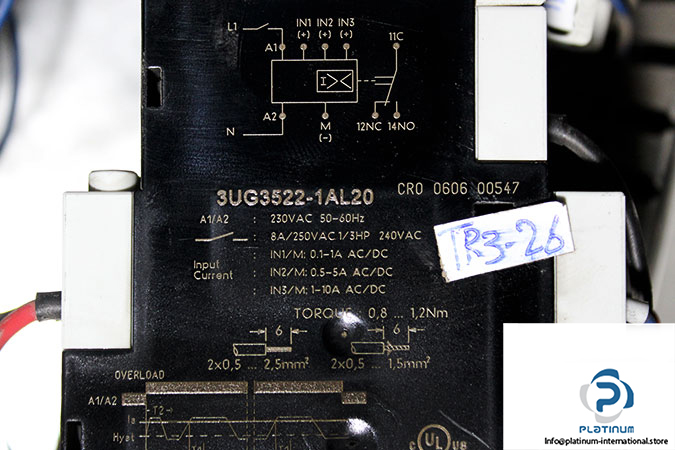 L1 IN1 IN2 IN3 11C
A1 (+) (+) (+)
I
A2 12NC 14NO
N M
(-)
3UG3522-1AL20 CRO 0606 00547
A1/A2 : 230VAC 50-60Hz
: 8A/250VAC 1/3HP 240VAC
TR3-26
Input : IN1/M: 0.1-1A AC/DC
Current : IN2/M: 0.5-5A AC/DC
: IN3/M: 1-10A AC/DC
TORQUE : 0,8 ... 1,2Nm
6 6
2x0,5 ... 2,5mm² 2x0,5 ... 1,5mm²
OVERLOAD
A1/A2
T2
Is
Hyst
C UL US
P
PLATINUM
Info@platinum-international.store